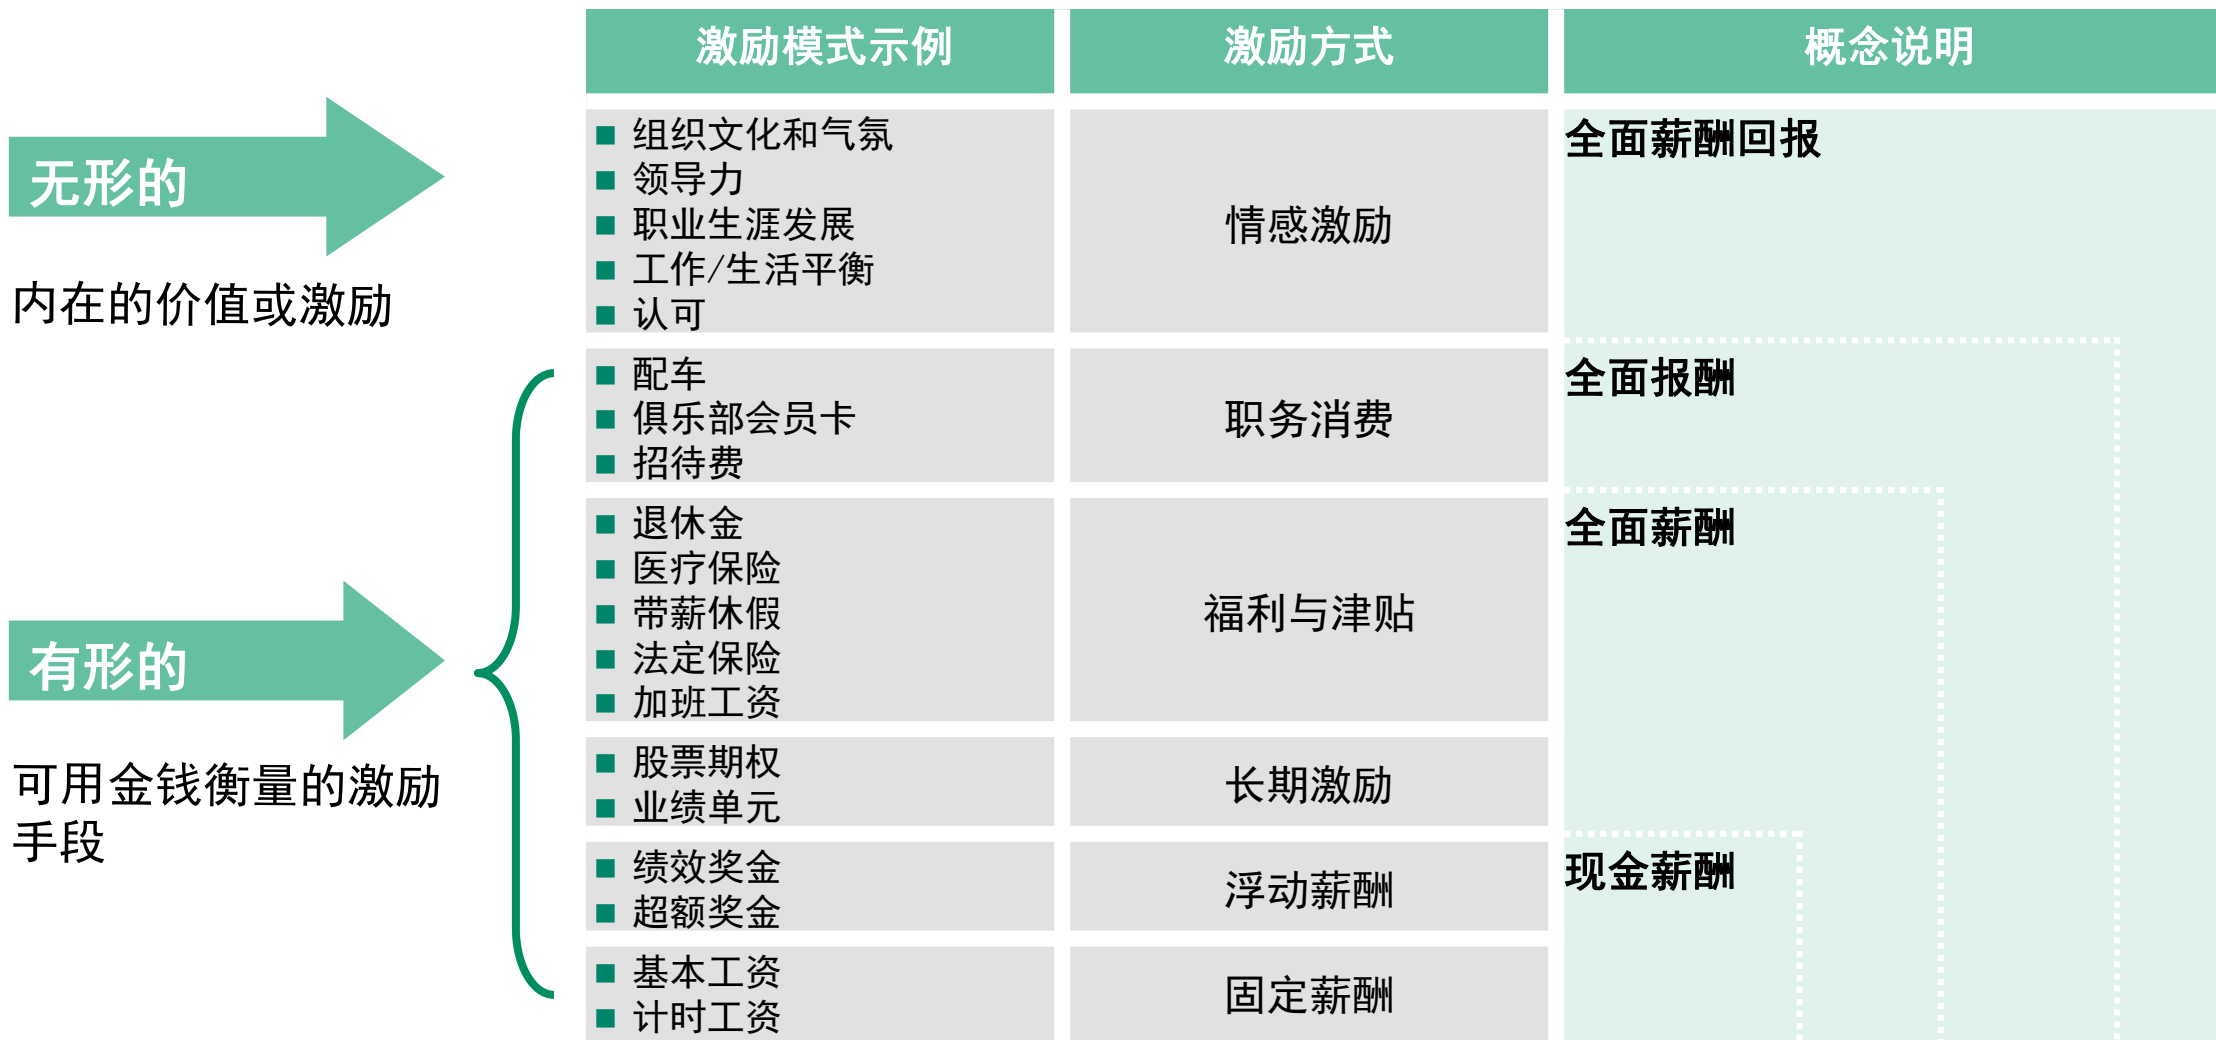 激励模式示例
激励方式
概念说明
无形的
内在的价值或激励
组织文化和气氛
领导力
职业生涯发展
工作/生活平衡
认可
情感激励
全面薪酬回报
有形的
可用金钱衡量的激励
手段
配车
俱乐部会员卡
招待费
职务消费
全面报酬
退休金
医疗保险
带薪休假
法定保险
加班工资
福利与津贴
全面薪酬
股票期权
业绩单元
长期激励
绩效奖金
超额奖金
浮动薪酬
现金薪酬
基本工资
计时工资
固定薪酬